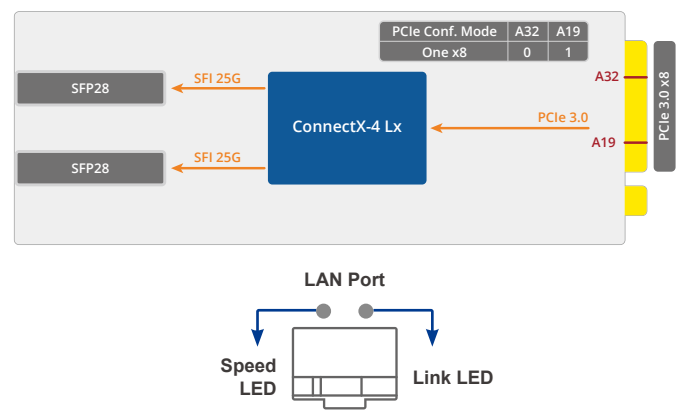 PCIe Conf. Mode A32 A19
One x8 0 1
SFP28
SFI 25G
ConnectX-4 Lx
PCIe 3.0
A32
A19
PCIe 3.0 x8
SFP28
SFI 25G
LAN Port
Speed
LED
Link LED